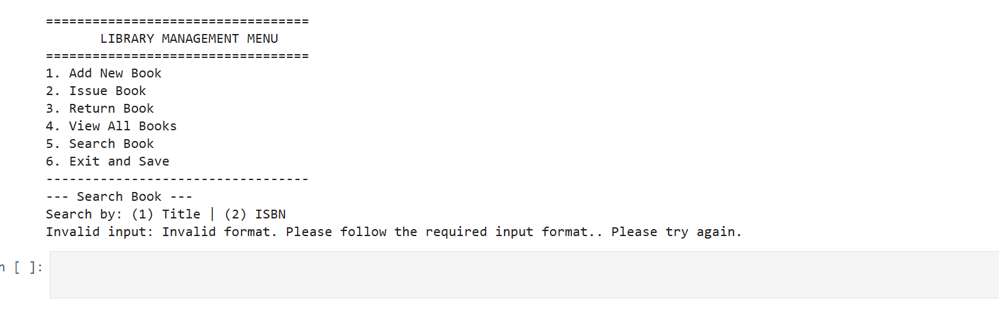 ==================================
LIBRARY MANAGEMENT MENU
==================================
1. Add New Book
2. Issue Book
3. Return Book
4. View All Books
5. Search Book
6. Exit and Save
----------------------------------
--- Search Book ---
Search by: (1) Title | (2) ISBN
Invalid input: Invalid format. Please follow the required input format.. Please try again.
n [ ]: